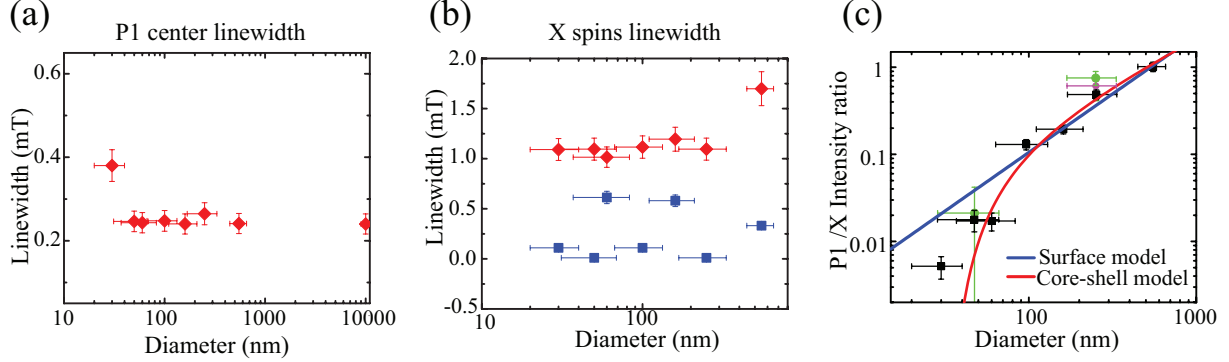 (a)
P1 center linewidth
Linewidth (mT)
0.6
0.4
0.2
10
100
1000
10000
Diameter (nm)
(b)
X spins linewidth
Linewidth (mT)
2.0
1.5
1.0
0.5
0.0
-0.5
10
100
Diameter (nm)
(c)
P1/X Intensity ratio
1
0.1
0.01
Surface model
Core-shell model
100
1000
Diameter (nm)